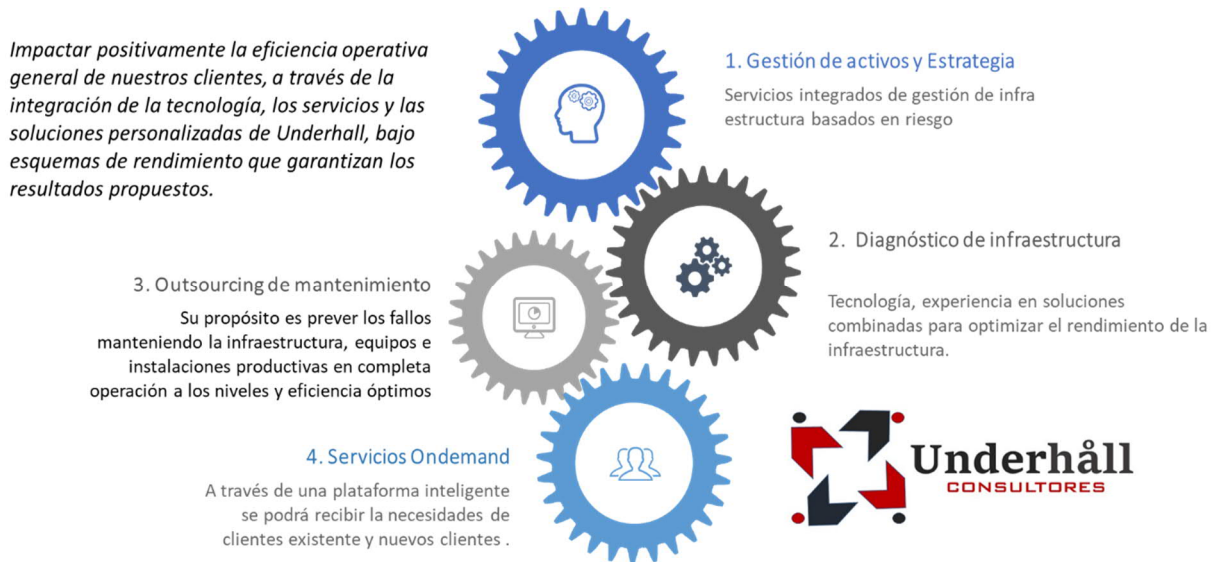 Impactar positivamente la eficiencia operativa
general de nuestros clientes, a través de la
integración de la tecnología, los servicios y las
soluciones personalizadas de Underhall, bajo
esquemas de rendimiento que garantizan los
resultados propuestos.
1. Gestión de activos y Estrategia
Servicios integrados de gestión de infra
estructura basados en riesgo
2. Diagnóstico de infraestructura
Tecnología, experiencia en soluciones
combinadas para optimizar el rendimiento de la
infraestructura.
3. Outsourcing de mantenimiento
Su propósito es prever los fallos
manteniendo la infraestructura, equipos e
instalaciones productivas en completa
operación a los niveles y eficiencia óptimos
4. Servicios Ondemand
A través de una plataforma inteligente
se podrá recibir la necesidades de
clientes existente y nuevos clientes .
Underhåll
CONSULTORES